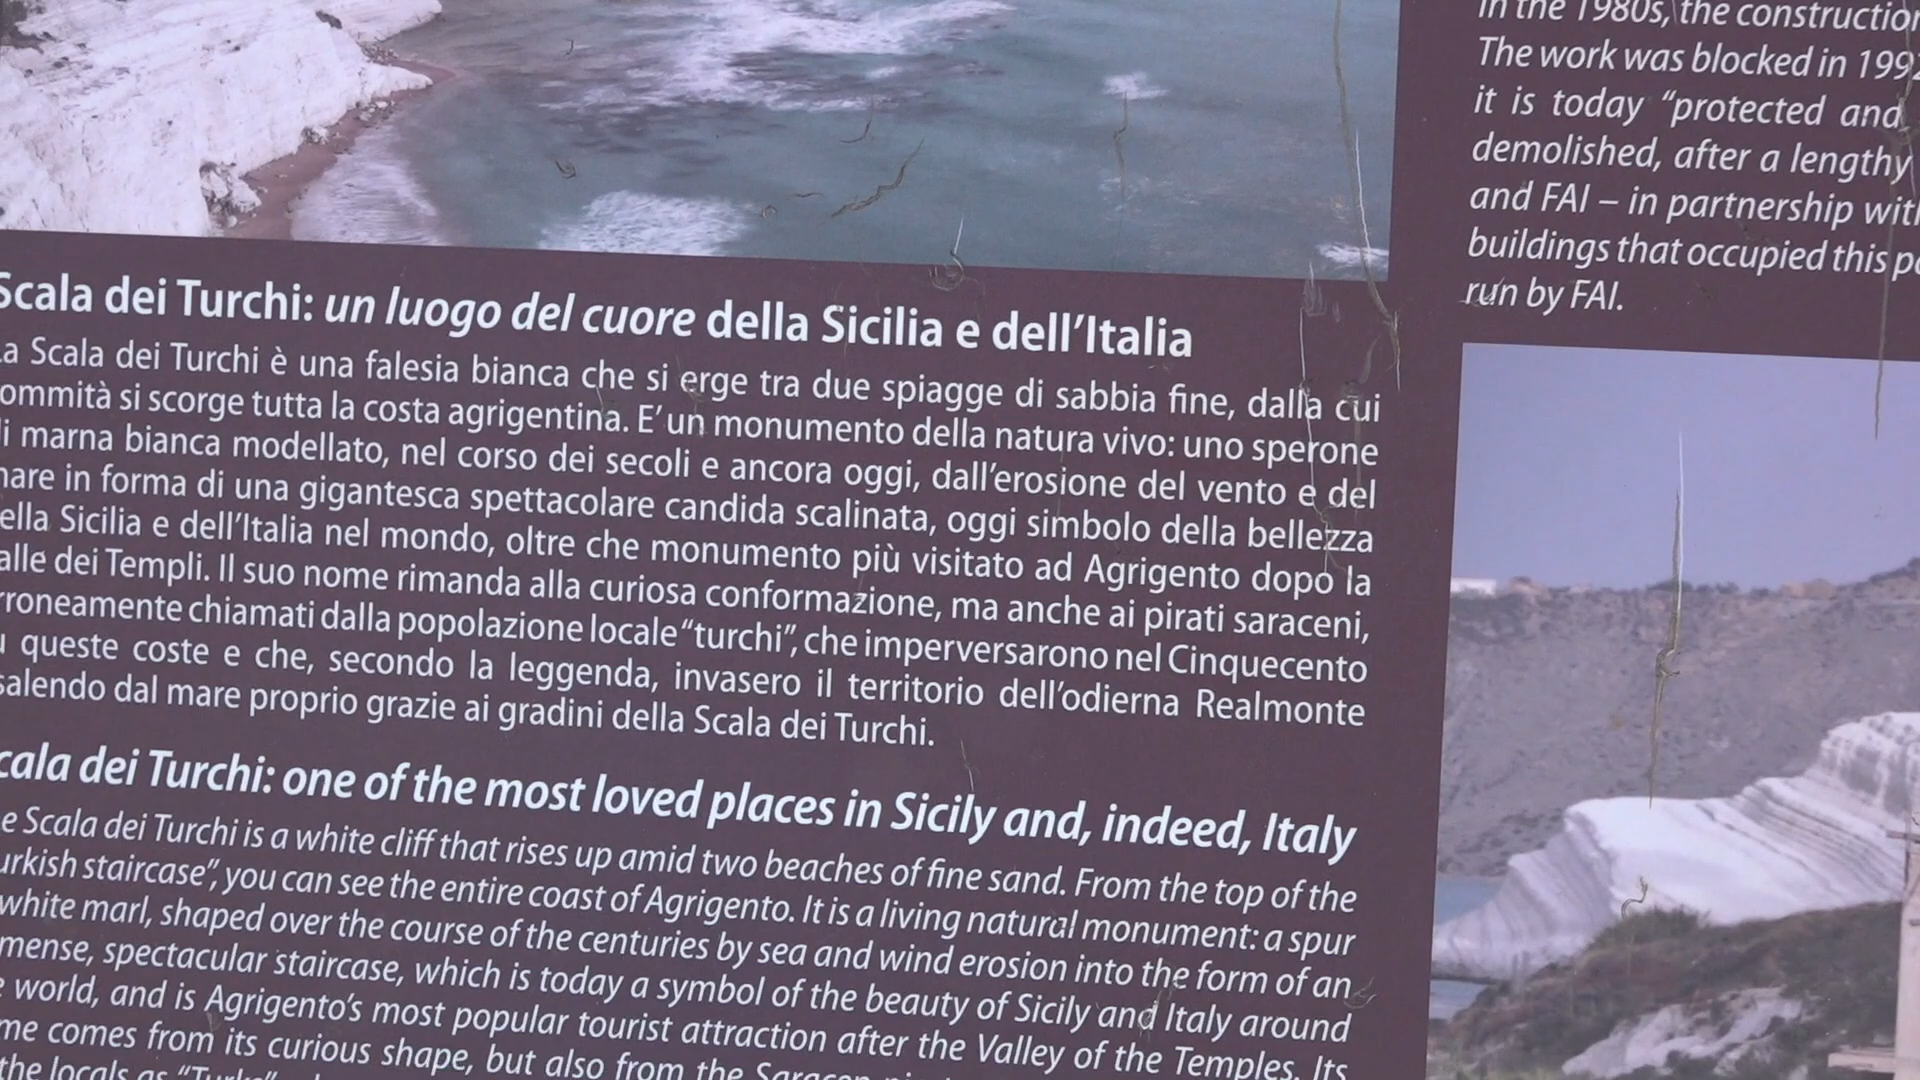 Scala dei Turchi: un luogo del cuore della Sicilia e dell'Italia
La Scala dei Turchi è una falesia bianca che si erge tra due spiagge di sabbia fine, dalla cui
ommità si scorge tutta la costa agrigentina. E' un monumento della natura vivo: uno sperone
di marna bianca modellato, nel corso dei secoli e ancora oggi, dall'erosione del vento e del
mare in forma di una gigantesca spettacolare candida scalinata, oggi simbolo della bellezza
ella Sicilia e dell'Italia nel mondo, oltre che monumento più visitato ad Agrigento dopo la
alle dei Templi. Il suo nome rimanda alla curiosa conformazione, ma anche ai pirati saraceni,
rroneamente chiamati dalla popolazione locale "turchi", che imperversarono nel Cinquecento
u queste coste e che, secondo la leggenda, invasero il territorio dell'odierna Realmonte
salendo dal mare proprio grazie ai gradini della Scala dei Turchi.
cala dei Turchi: one of the most loved places in Sicily and, indeed, Italy
e Scala dei Turchi is a white cliff that rises up amid two beaches of fine sand. From the top of the
urkish staircase", you can see the entire coast of Agrigento. It is a living natural monument: a spur
white marl, shaped over the course of the centuries by sea and wind erosion into the form of an
mense, spectacular staircase, which is today a symbol of the beauty of Sicily and Italy around
e world, and is Agrigento's most popular tourist attraction after the Valley of the Temples. Its
me comes from its curious shape, but also from the Saracen
the locals as "Turks"
in the 1980s, the construction
The work was blocked in 1992
it is today "protected and
demolished, after a lengthy
and FAI – in partnership with
buildings that occupied this
run by FAI.